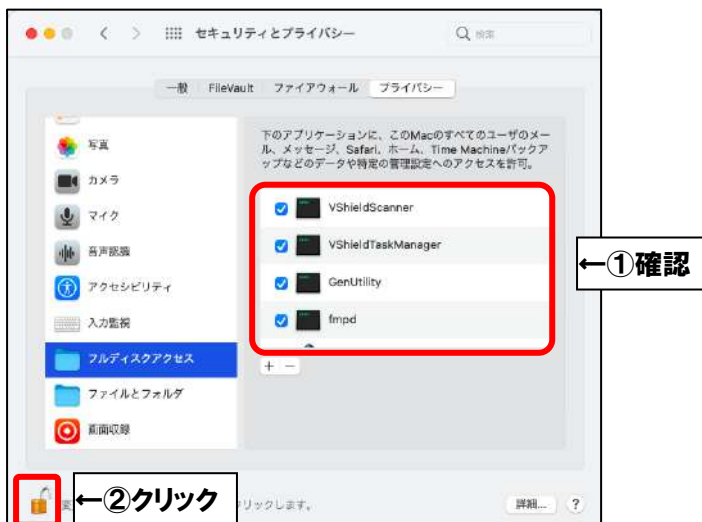 セキュリティとプライバシー
検索
一般 FileVault ファイアウォール プライバシー
写真
カメラ
マイク
音声認識
アクセシビリティ
入力監視
フルディスクアクセス
ファイルとフォルダ
画面収録
下のアプリケーションに、このMacのすべてのユーザのメー
ル、メッセージ、Safari、ホーム、Time Machineバックア
ップなどのデータや特定の管理設定へのアクセスを許可。
VShieldScanner
VShieldTaskManager
GenUtility
fmpd
+ −
←①確認
←②クリック
リックします。
詳細... ?